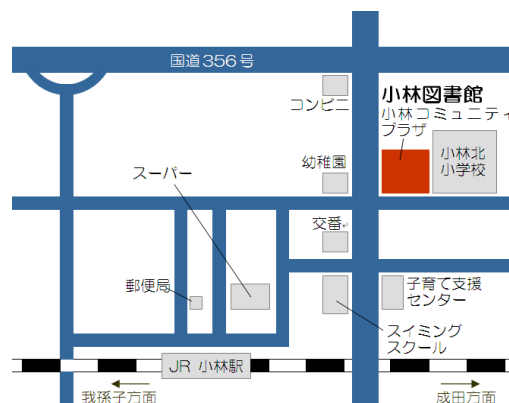 国道356号
コンビニ
小林図書館
小林コミュニティ
プラザ
小林北
小学校
幼稚園
スーパー
交番
郵便局
子育て支援
センター
スイミング
スクール
JR 小林駅
我孫子方面
成田方面